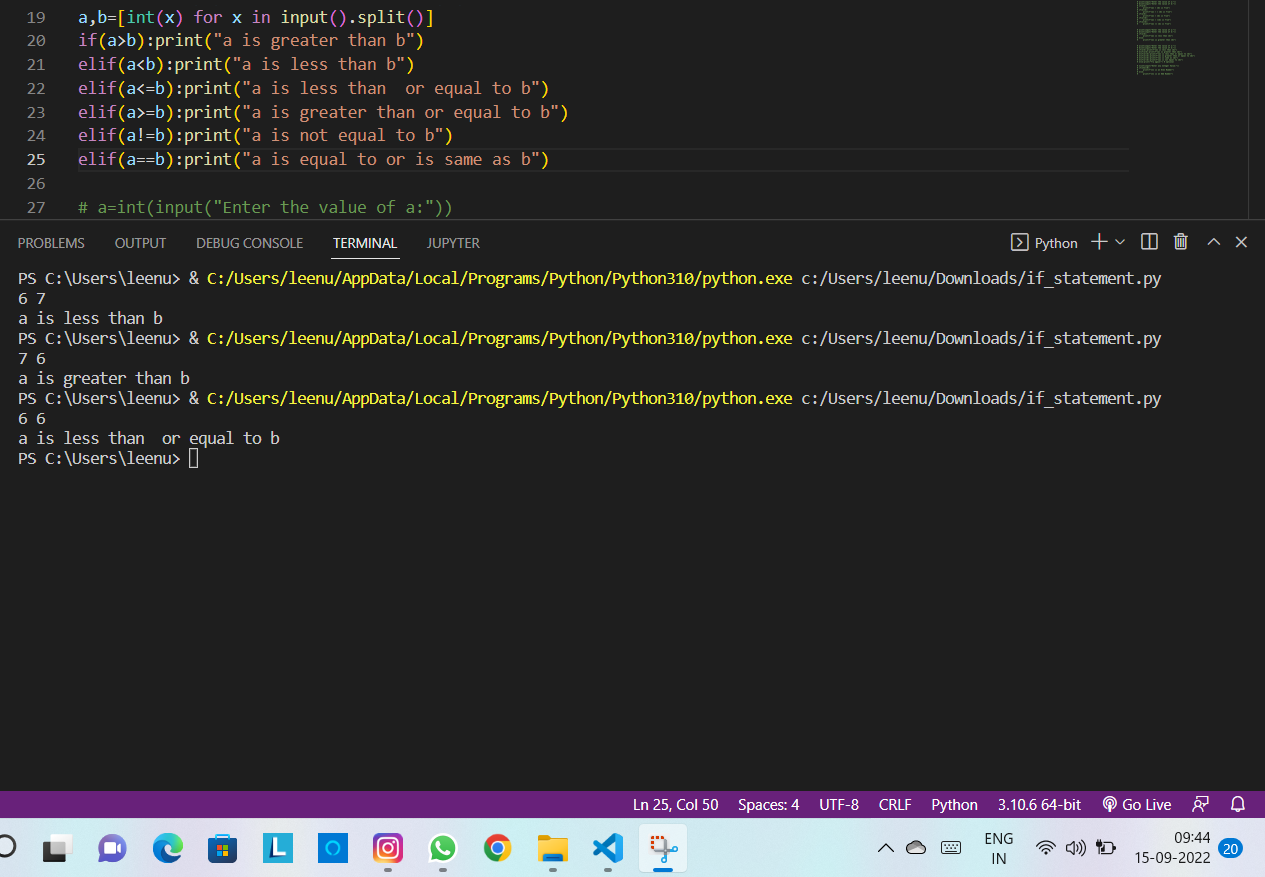 19 a,b=[int(x) for x in input().split()]
20 if(a>b):print("a is greater than b")
21 elif(a<b):print("a is less than b")
22 elif(a<=b):print("a is less than  or equal to b")
23 elif(a>=b):print("a is greater than or equal to b")
24 elif(a!=b):print("a is not equal to b")
25 elif(a==b):print("a is equal to or is same as b")
26
27 # a=int(input("Enter the value of a:"))
PROBLEMS OUTPUT DEBUG CONSOLE TERMINAL JUPYTER Python
PS C:\Users\leenu> & C:/Users/leenu/AppData/Local/Programs/Python/Python310/python.exe c:/Users/leenu/Downloads/if_statement.py
6 7
a is less than b
PS C:\Users\leenu> & C:/Users/leenu/AppData/Local/Programs/Python/Python310/python.exe c:/Users/leenu/Downloads/if_statement.py
7 6
a is greater than b
PS C:\Users\leenu> & C:/Users/leenu/AppData/Local/Programs/Python/Python310/python.exe c:/Users/leenu/Downloads/if_statement.py
6 6
a is less than  or equal to b
PS C:\Users\leenu>
Ln 25, Col 50 Spaces: 4 UTF-8 CRLF Python 3.10.6 64-bit Go Live
L
ENG 09:44
IN 15-09-2022 20